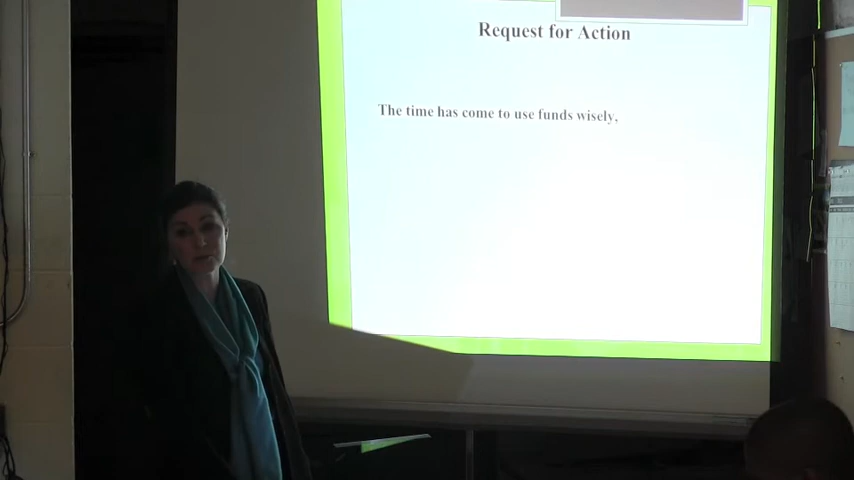 Request for Action
The time has come to use funds wisely,